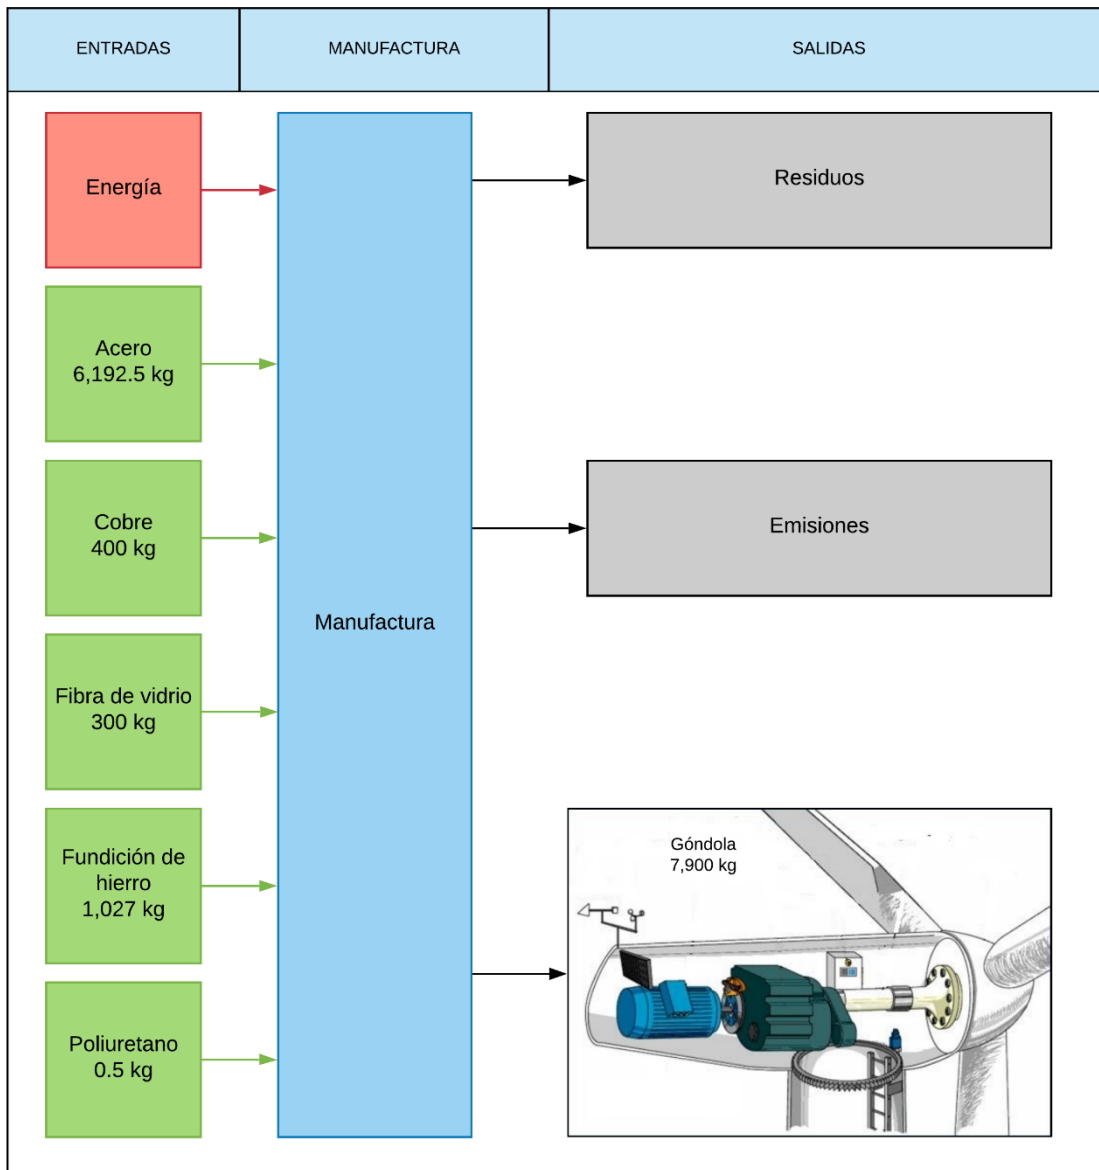 ENTRADAS
MANUFACTURA
SALIDAS
Energía
Residuos
Acero
6,192.5 kg
Cobre
400 kg
Emisiones
Manufactura
Fibra de vidrio
300 kg
Fundición de
hierro
1,027 kg
Góndola
7,900 kg
Poliuretano
0.5 kg